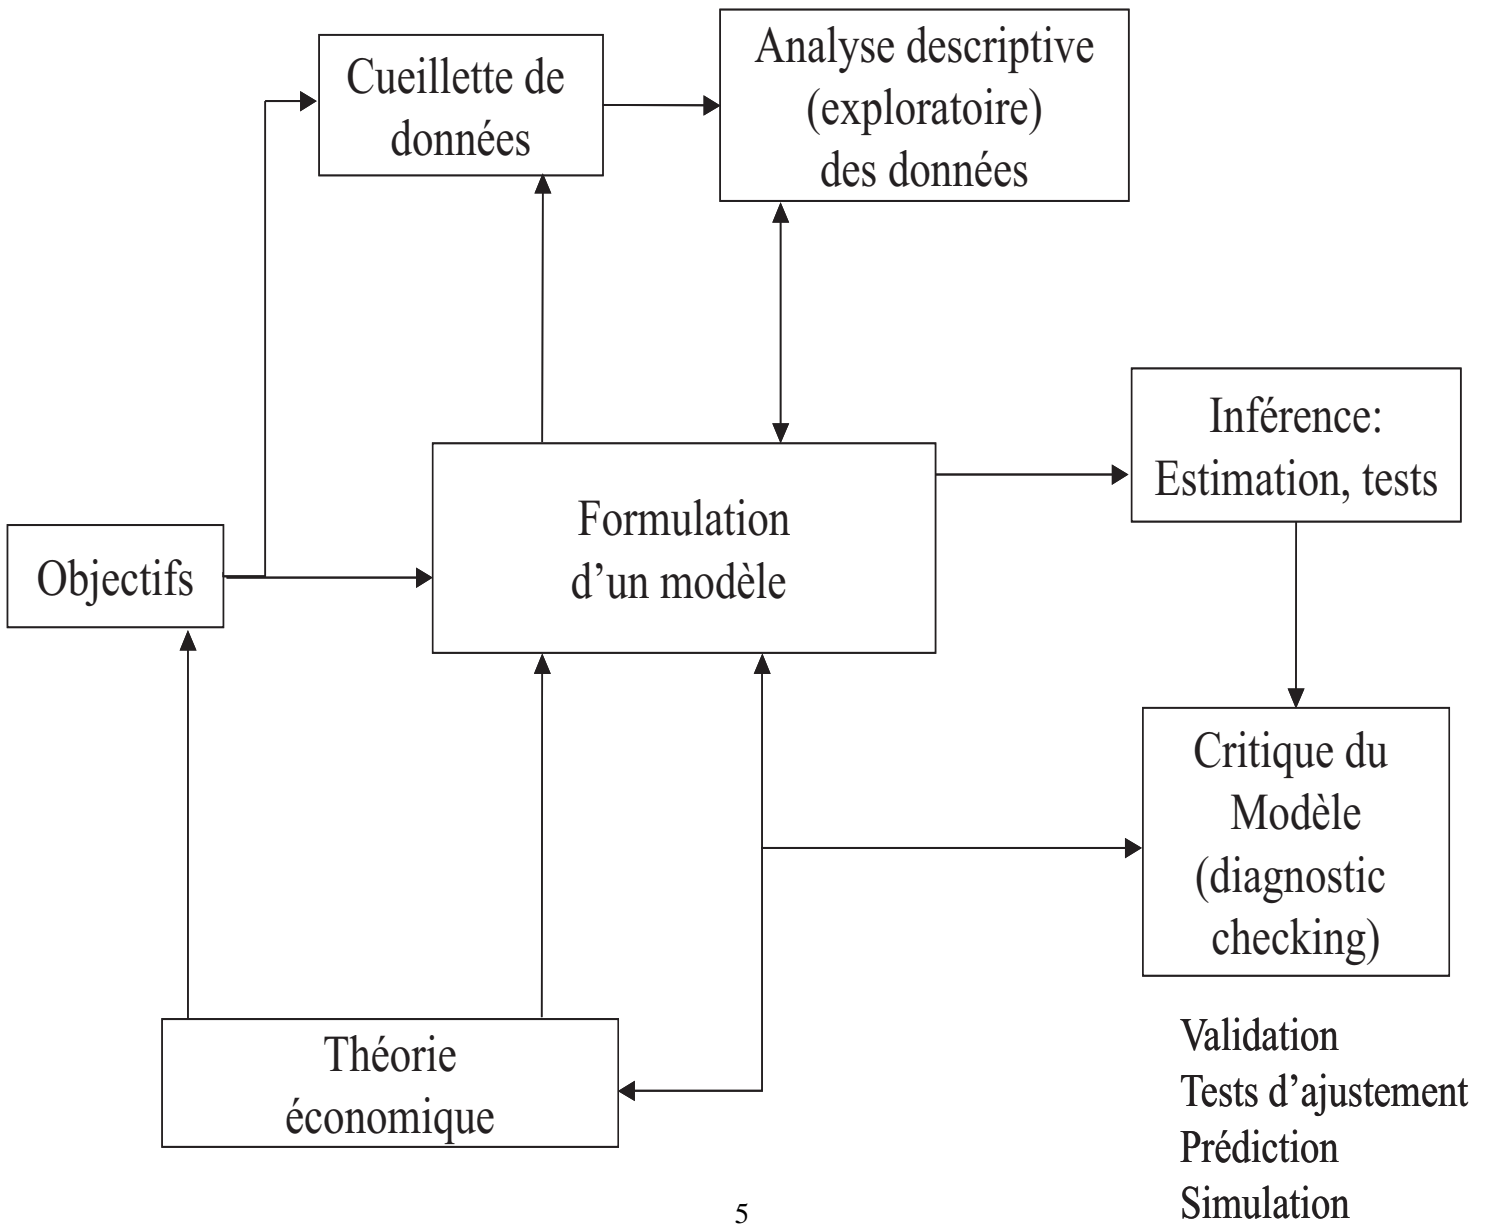 Cueillette de
données
Analyse descriptive
(exploratoire)
des données
Inférence:
Estimation, tests
Formulation
d’un modèle
Objectifs
Critique du
Modèle
(diagnostic
checking)
Théorie
économique
Validation
Tests d’ajustement
Prédiction
Simulation
5